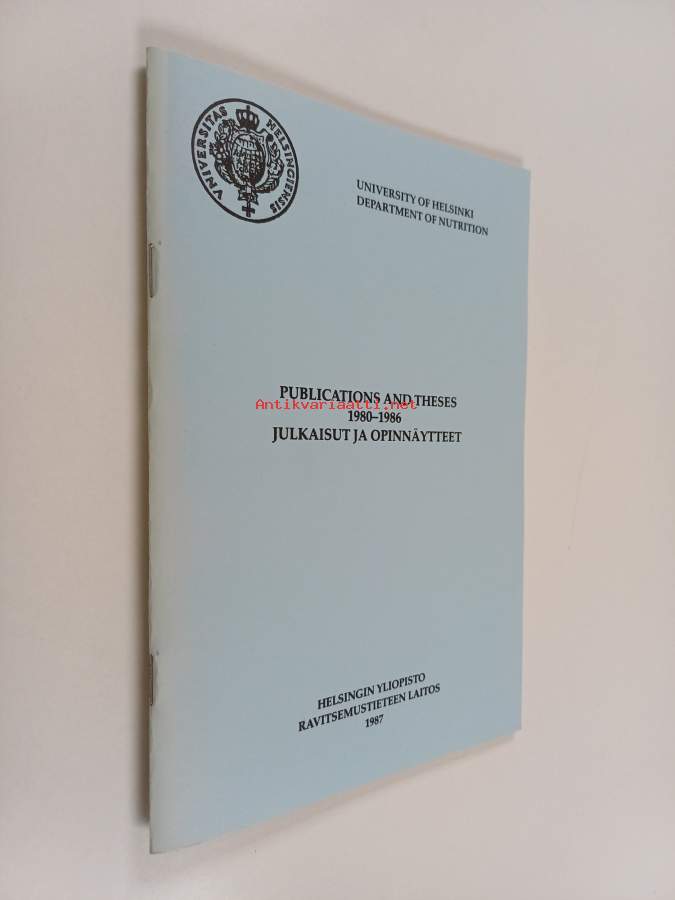 UNIVERSITAS HELSINGIENSIS
UNIVERSITY OF HELSINKI
DEPARTMENT OF NUTRITION
PUBLICATIONS AND THESES
Antikvariaatti.net
1980–1986
JULKAISUT JA OPINNÄYTTEET
HELSINGIN YLIOPISTO
RAVITSEMUSTIETEEN LAITOS
1987